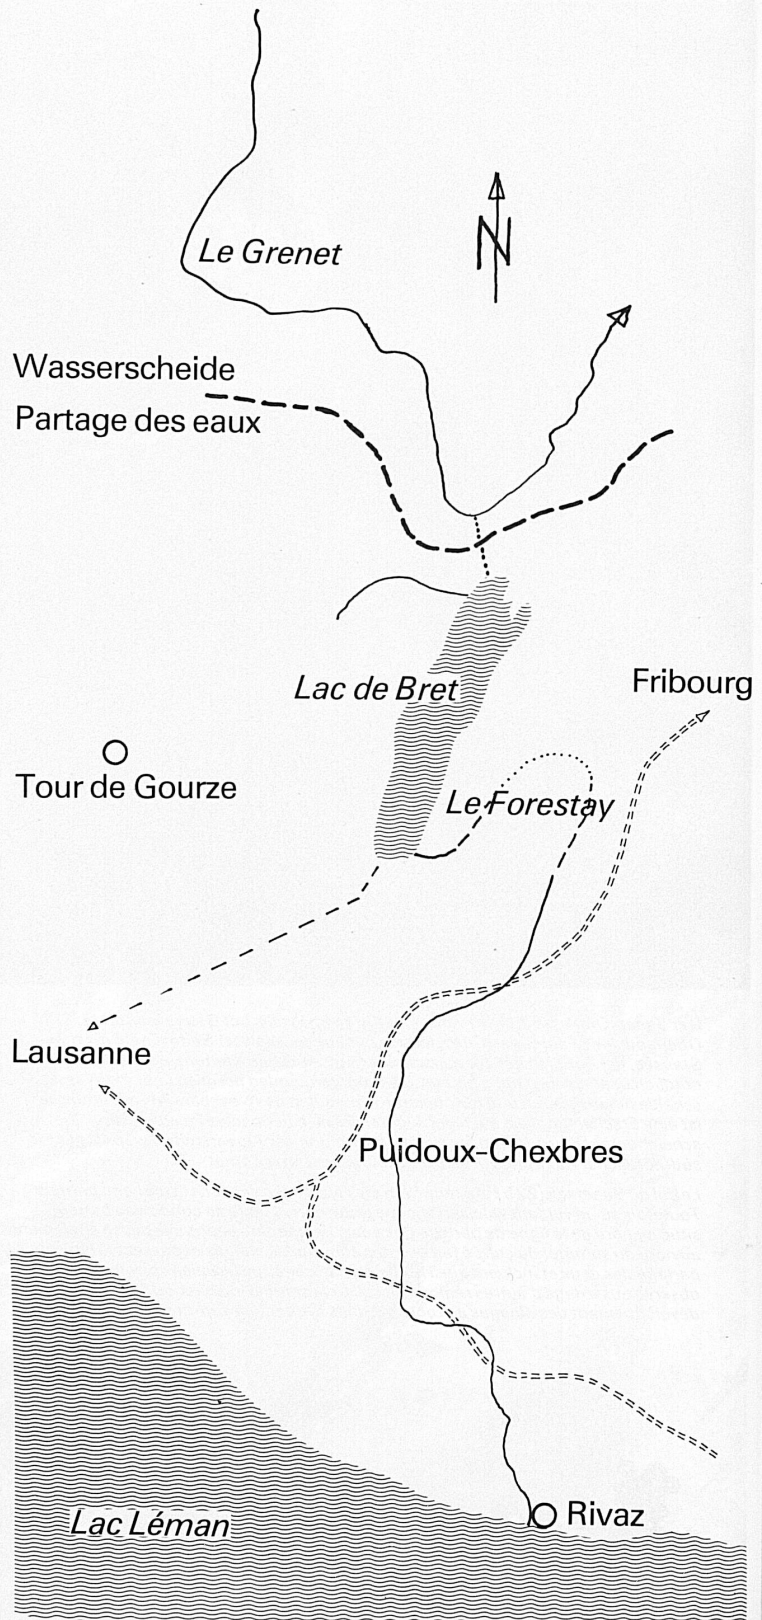 Le Grenet
N
Wasserscheide
Partage des eaux
Lac de Bret
Fribourg
Tour de Gourze
Le Forestay
Lausanne
Puidoux-Chexbres
Rivaz
Lac Léman